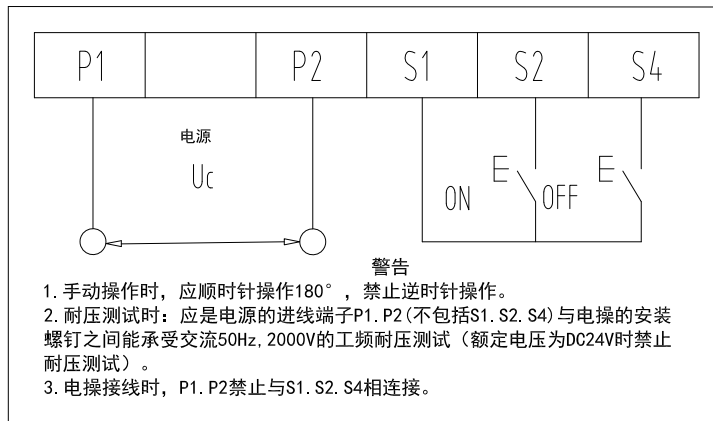 P1 P2 S1 S2 S4
电源
Uc
E E
ON OFF
警告
1. 手动操作时，应顺时针操作180°，禁止逆时针操作。
2. 耐压测试时：应是电源的进线端子P1. P2(不包括S1. S2. S4)与电操的安装
螺钉之间能承受交流50Hz, 2000V的工频耐压测试（额定电压为DC24V时禁止
耐压测试）。
3. 电操接线时，P1. P2禁止与S1. S2. S4相连接。